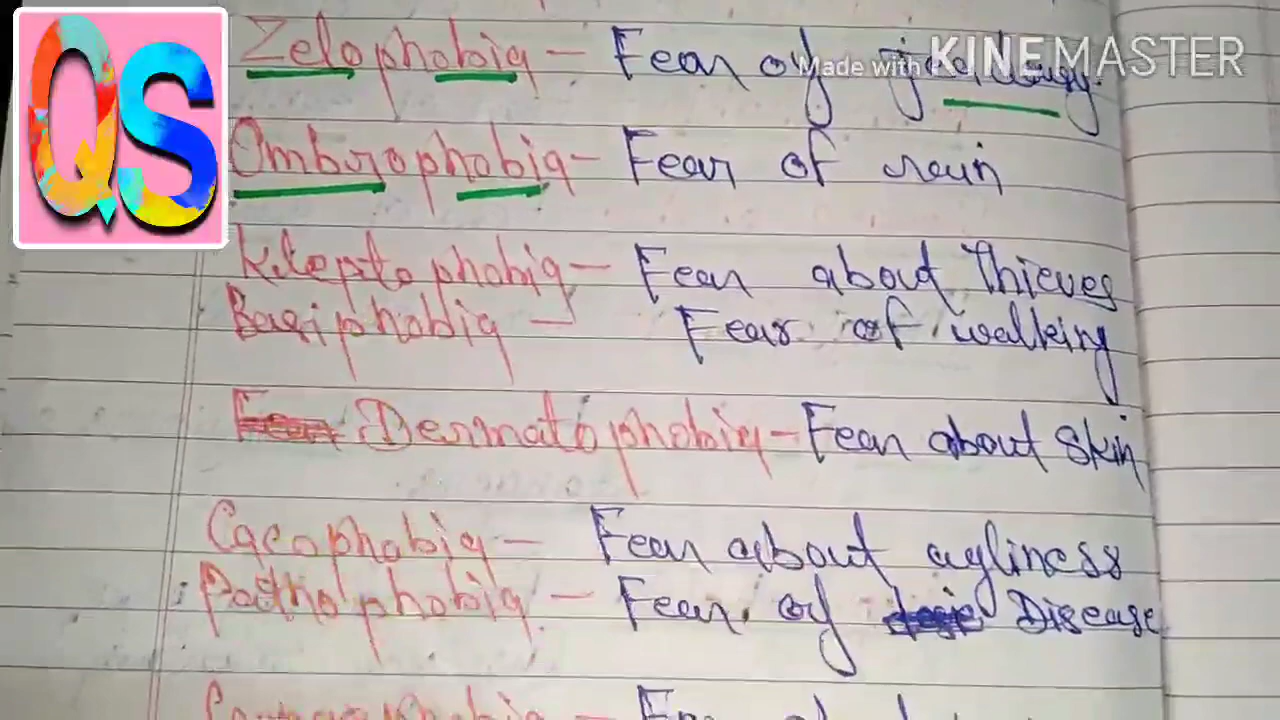 QS
Zelophobia - Fear of jealousy.
Made with KINEMASTER
Ombrophobia - Fear of rain
Kleptophobia - Fear about Thieves
Basiphobia - Fear of walking
Dermatophobia - Fear about skin
Cacophobia - Fear about ugliness
Pathophobia - Fear of Disease